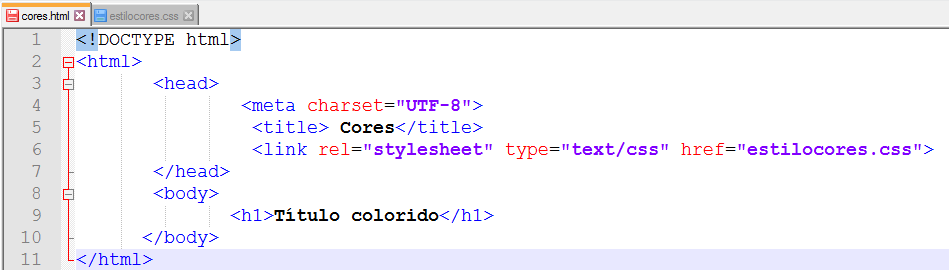 cores.html estilocores.css
1 <!DOCTYPE html>
2 <html>
3 <head>
4 <meta charset="UTF-8">
5 <title> Cores</title>
6 <link rel="stylesheet" type="text/css" href="estilocores.css">
7 </head>
8 <body>
9 <h1>Título colorido</h1>
10 </body>
11 </html>